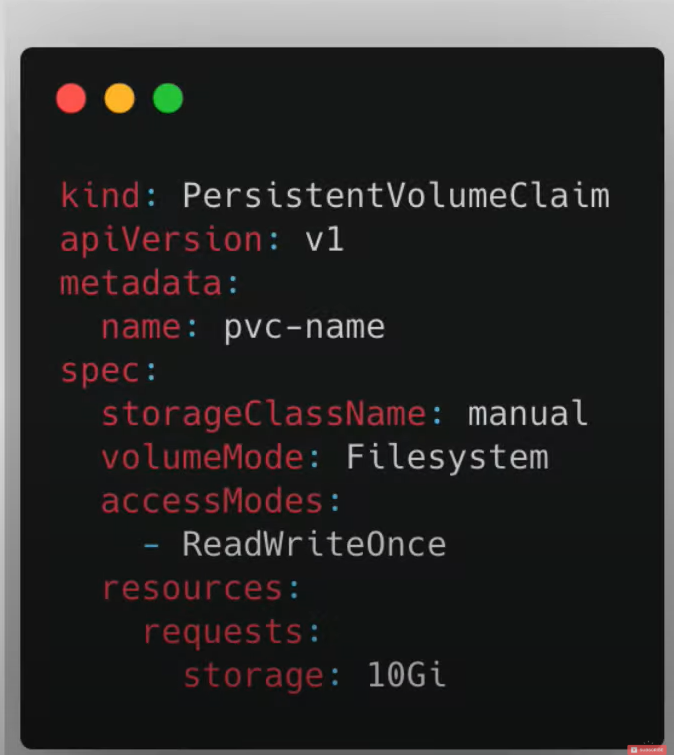 kind: PersistentVolumeClaim
apiVersion: v1
metadata:
  name: pvc-name
spec:
  storageClassName: manual
  volumeMode: Filesystem
  accessModes:
    - ReadWriteOnce
  resources:
    requests:
      storage: 10Gi